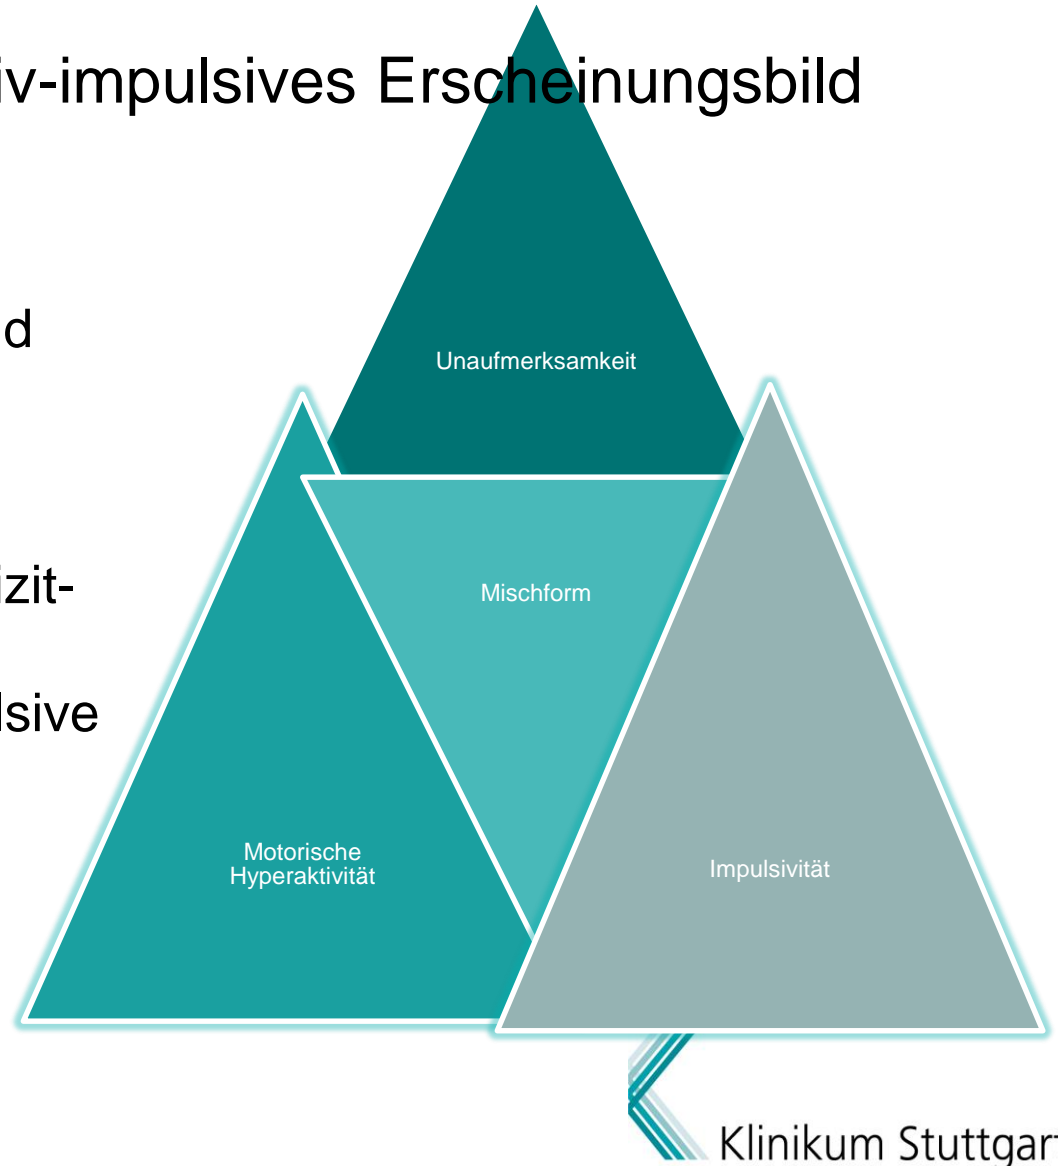 iv-impulsives Erscheinungsbild
d
Unaufmerksamkeit
izit-
Mischform
lsive
Motorische
Hyperaktivität
Impulsivität
Klinikum Stuttgar